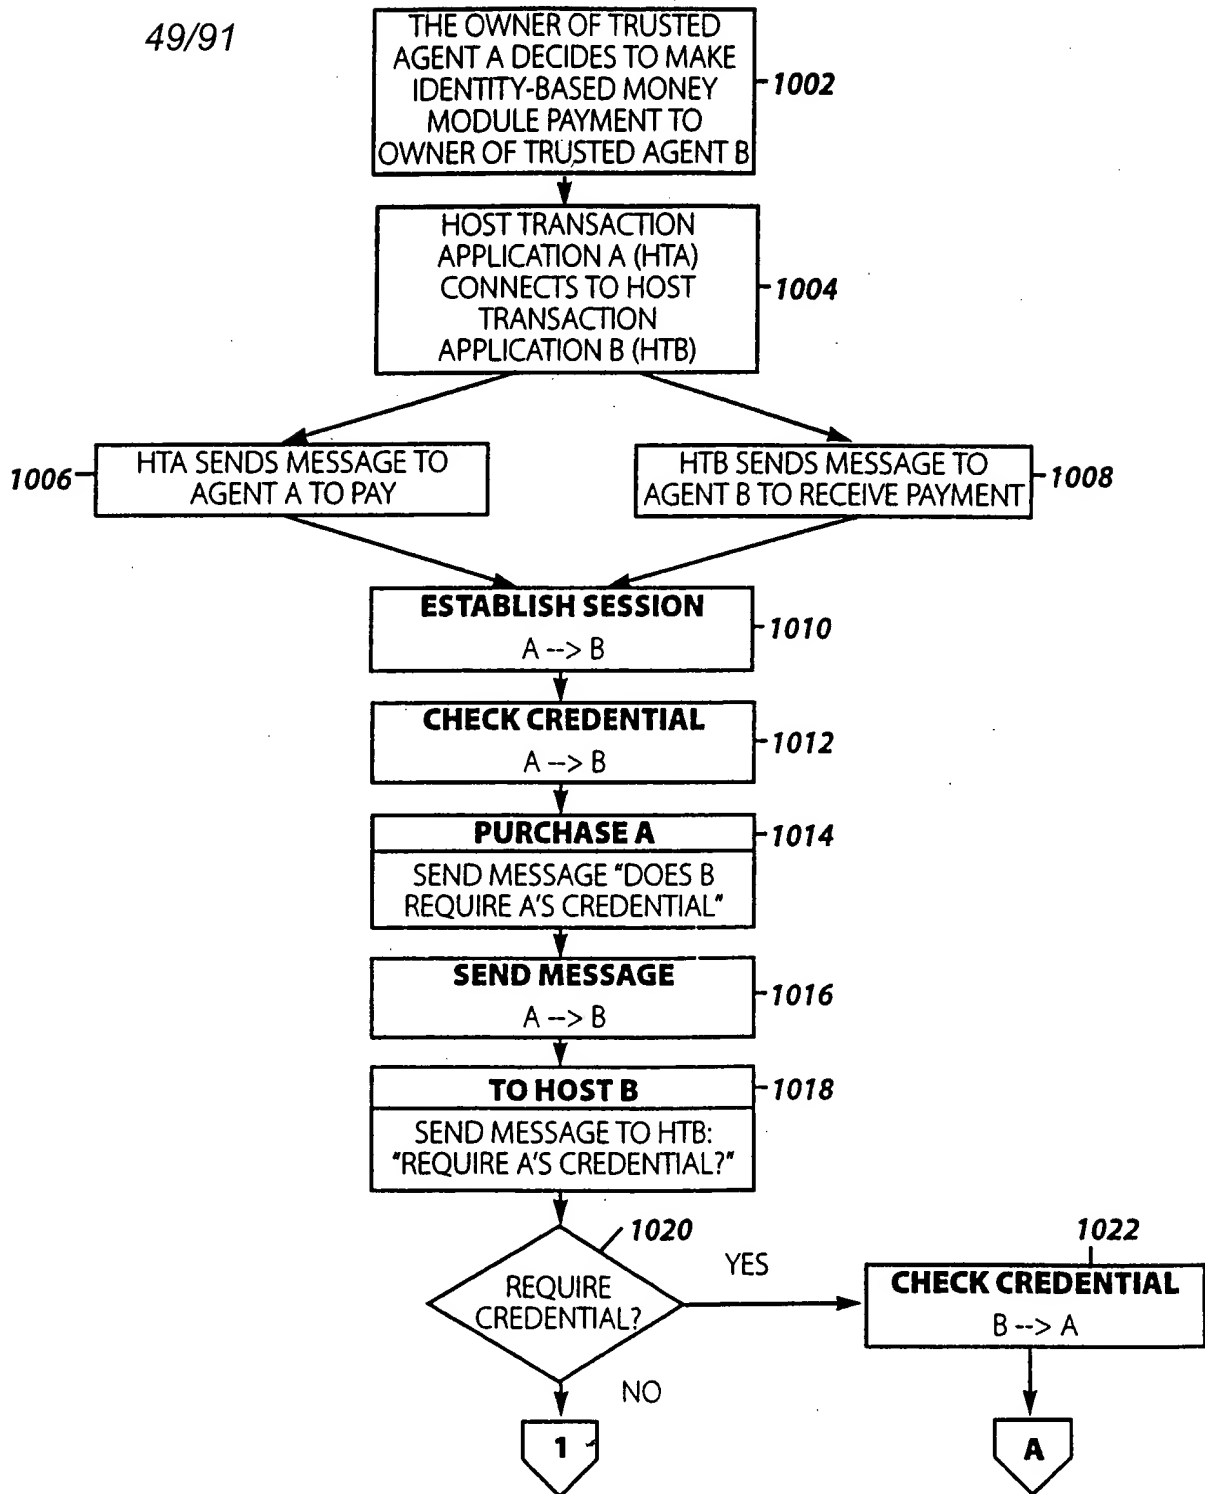 49/91
THE OWNER OF TRUSTED
AGENT A DECIDES TO MAKE
IDENTITY-BASED MONEY
MODULE PAYMENT TO
OWNER OF TRUSTED AGENT B
1002
HOST TRANSACTION
APPLICATION A (HTA)
CONNECTS TO HOST
TRANSACTION
APPLICATION B (HTB)
1004
1006
HTA SENDS MESSAGE TO
AGENT A TO PAY
HTB SENDS MESSAGE TO
AGENT B TO RECEIVE PAYMENT
1008
ESTABLISH SESSION
A --> B
1010
CHECK CREDENTIAL
A --> B
1012
PURCHASE A
1014
SEND MESSAGE "DOES B
REQUIRE A'S CREDENTIAL"
SEND MESSAGE
A --> B
1016
TO HOST B
1018
SEND MESSAGE TO HTB:
"REQUIRE A'S CREDENTIAL?"
1020
REQUIRE
CREDENTIAL?
YES
1022
CHECK CREDENTIAL
B --> A
NO
1
A